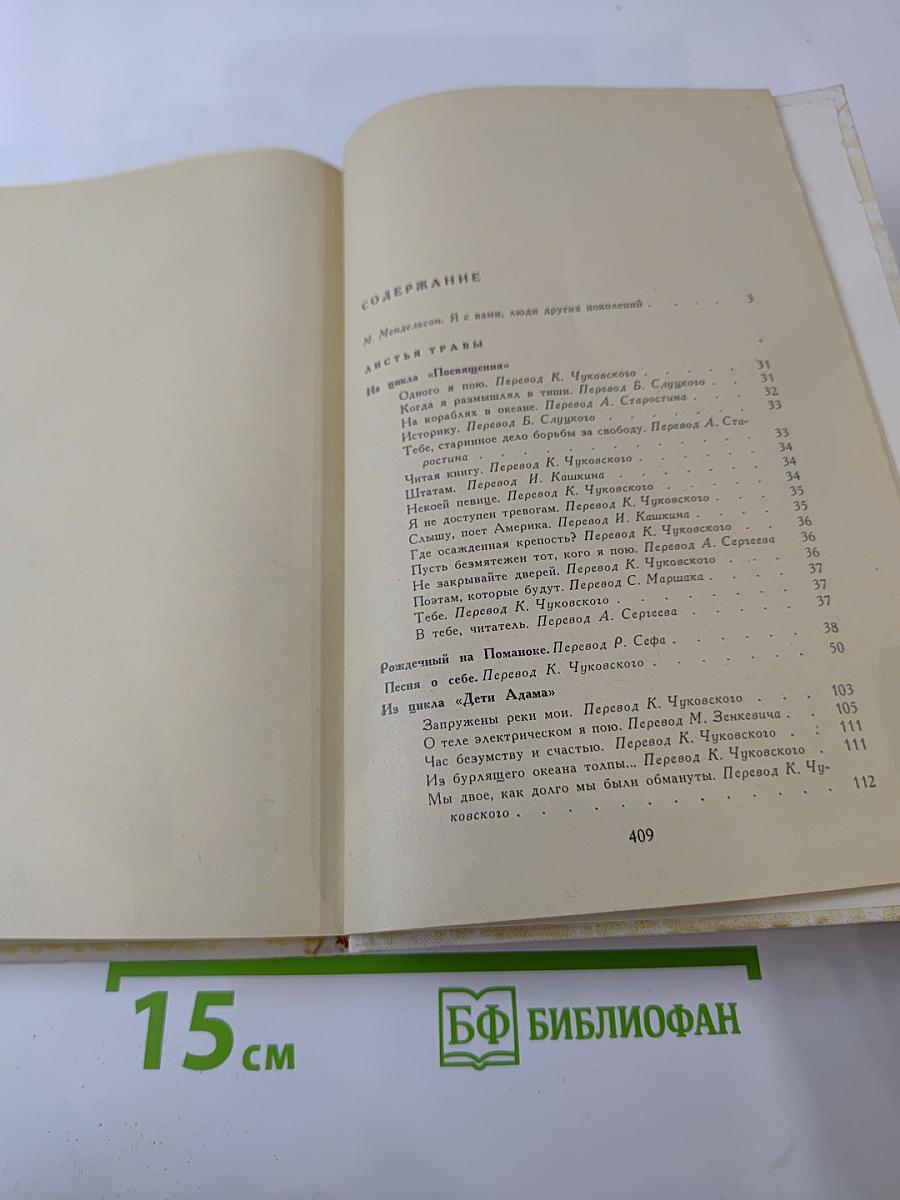 СОДЕРЖАНИЕ
М. Мендельсон. Я с вами, люди других поколений . . . . 3
ЛИСТЬЯ ТРАВЫ
Из цикла «Посвящения»
Одного я пою. Перевод К. Чуковского . . . . . . 31
Когда я размышлял в тиши. Перевод Б. Слуцкого . . 31
На кораблях в океане. Перевод А. Старостина . . . 32
Историку. Перевод Б. Слуцкого . . . . . . . 33
Тебе, старинное дело борьбы за свободу. Перевод А. Ста-
ростина . . . . . . . . . . . . 33
Читая книгу. Перевод К. Чуковского . . . . . . 34
Штатам. Перевод И. Кашкина . . . . . . . 34
Некоей певице. Перевод К. Чуковского . . . . . 34
Я не доступен тревогам. Перевод К. Чуковского . . . 35
Слышу, поет Америка. Перевод И. Кашкина . . . . 35
Где осажденная крепость? Перевод К. Чуковского . . 36
Пусть безмятежен тот, кого я пою. Перевод А. Сергеева 36
Не закрывайте дверей. Перевод К. Чуковского . . . 36
Поэтам, которые будут. Перевод С. Маршака . . . . 37
Тебе. Перевод К. Чуковского . . . . . . . 37
В тебе, читатель. Перевод А. Сергеева . . . . . 37
Рожденный на Поманоке. Перевод Р. Сефа . . . . . 38
Песня о себе. Перевод К. Чуковского . . . . . . 50
Из цикла «Дети Адама»
Запружены реки мои. Перевод К. Чуковского . . . 103
О теле электрическом я пою. Перевод М. Зенкевича . . 105
Час безумству и счастью. Перевод К. Чуковского . : 111
Из бурлящего океана толпы... Перевод К. Чуковского . 111
Мы двое, как долго мы были обмануты. Перевод К. Чу-
ковского . . . . . . . . . . . . 112
409
15 см
БФ БИБЛИОФАН